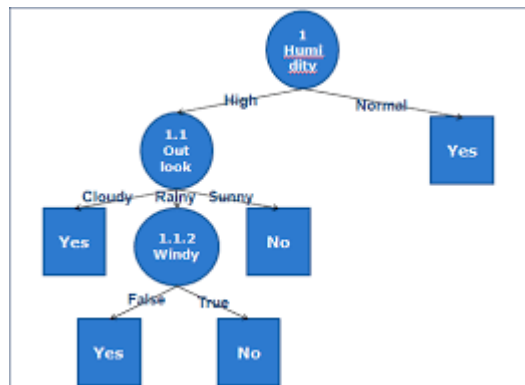 1
Humi
dity
High
Normal
1.1
Out
look
Yes
Cloudy
Rainy
Sunny
Yes
1.1.2
Windy
No
False
True
Yes
No